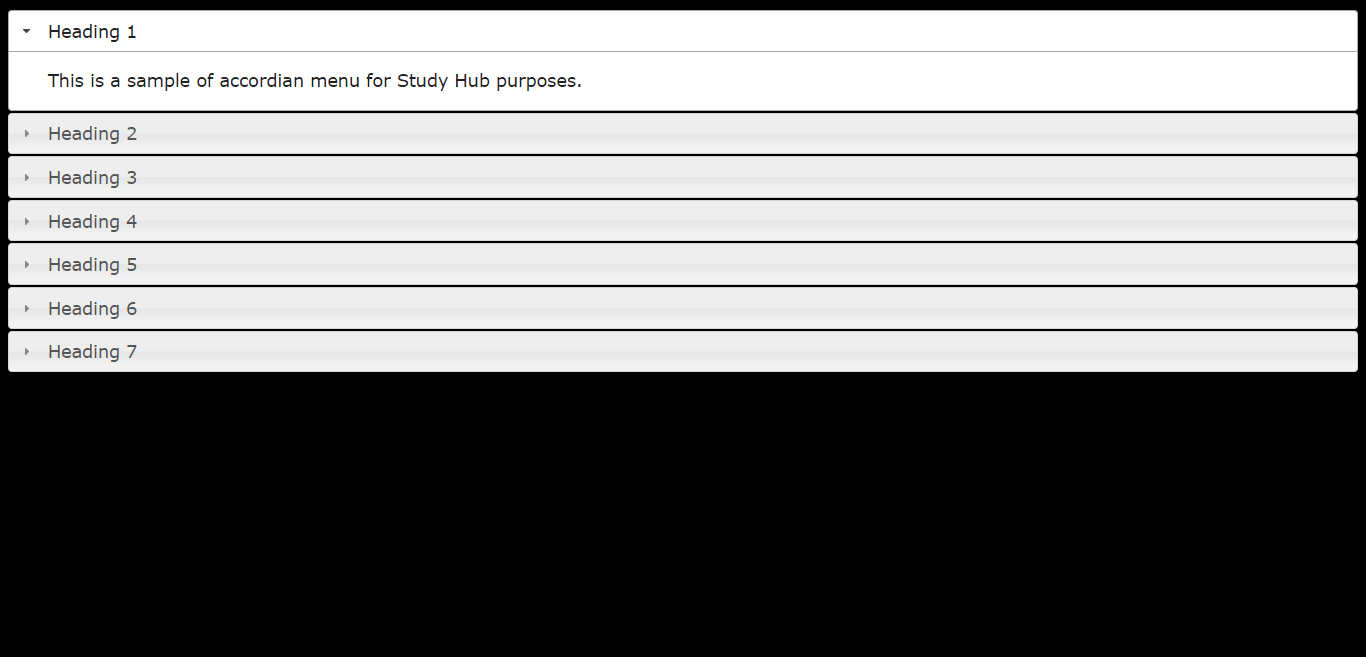 Heading 1
This is a sample of accordian menu for Study Hub purposes.
Heading 2
Heading 3
Heading 4
Heading 5
Heading 6
Heading 7